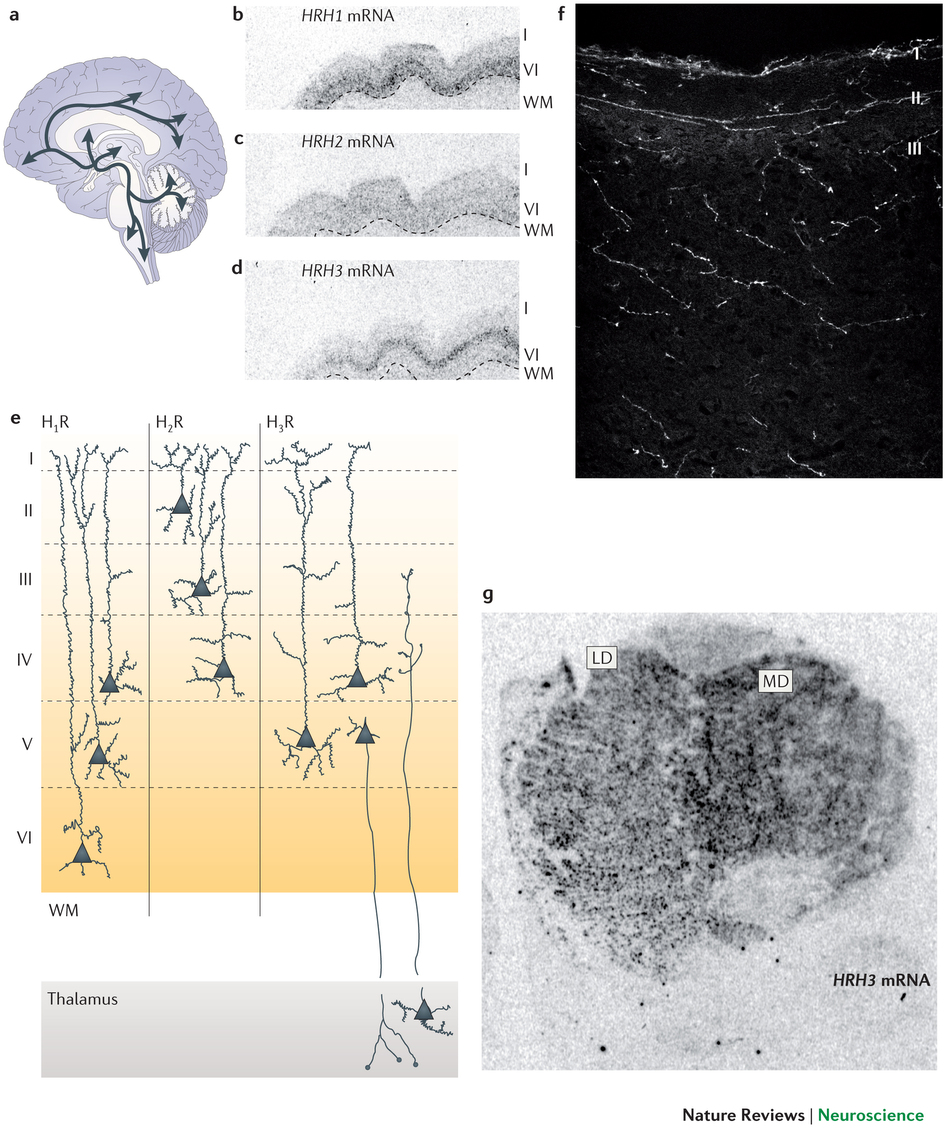 a
b
HRH1 mRNA
I
VI
WM
c
HRH2 mRNA
I
VI
WM
d
HRH3 mRNA
I
VI
WM
f
I
II
III
e
H1R
H2R
H3R
I
II
III
IV
V
VI
WM
Thalamus
g
LD
MD
HRH3 mRNA
Nature Reviews | Neuroscience